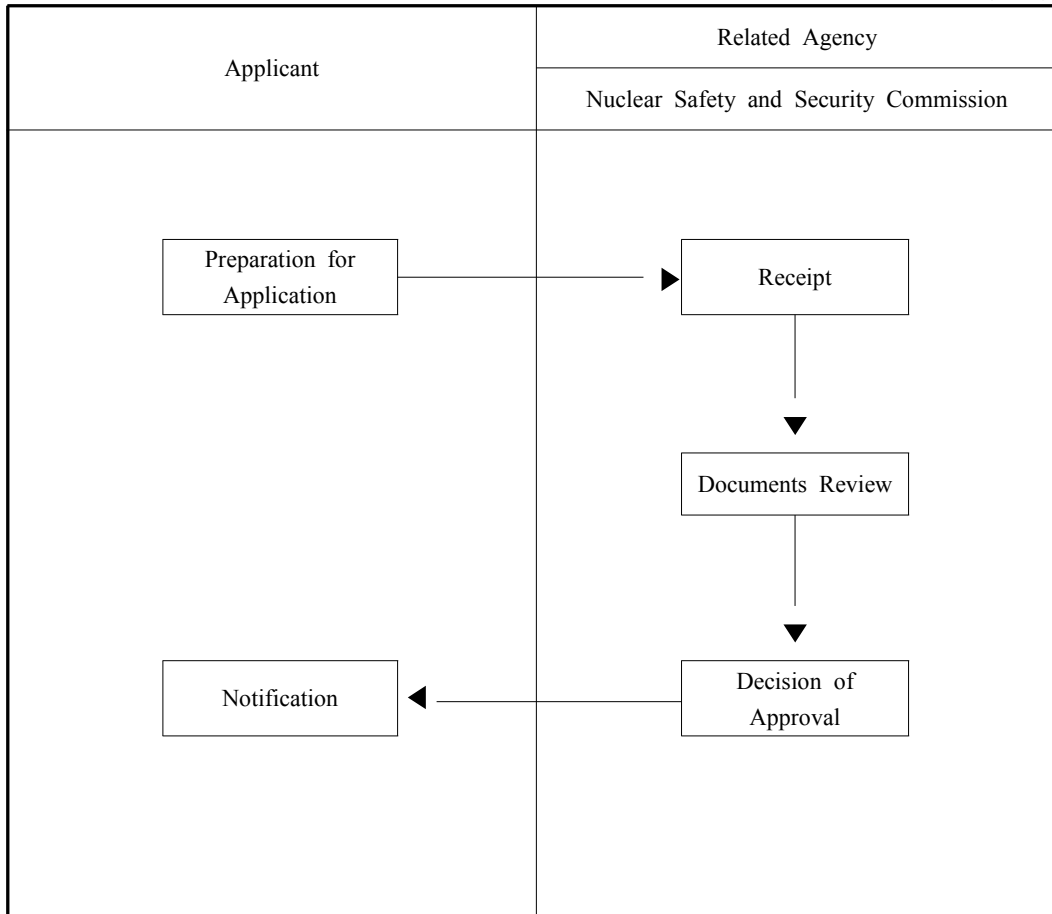 Applicant
Related Agency
Nuclear Safety and Security Commission
Preparation for
Application
Receipt
Documents Review
Decision of
Approval
Notification